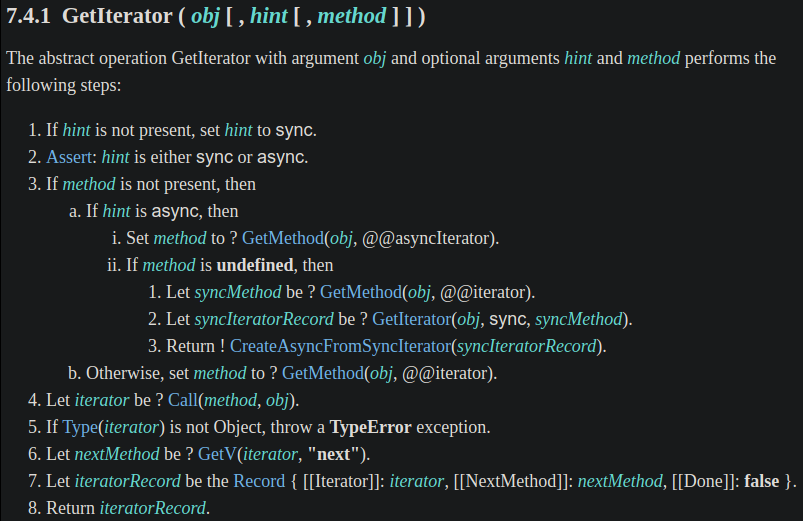 7.4.1 GetIterator ( obj [ , hint [ , method ] ] )
The abstract operation GetIterator with argument obj and optional arguments hint and method performs the
following steps:
1. If hint is not present, set hint to sync.
2. Assert: hint is either sync or async.
3. If method is not present, then
a. If hint is async, then
i. Set method to ? GetMethod(obj, @@asyncIterator).
ii. If method is undefined, then
1. Let syncMethod be ? GetMethod(obj, @@iterator).
2. Let syncIteratorRecord be ? GetIterator(obj, sync, syncMethod).
3. Return ! CreateAsyncFromSyncIterator(syncIteratorRecord).
b. Otherwise, set method to ? GetMethod(obj, @@iterator).
4. Let iterator be ? Call(method, obj).
5. If Type(iterator) is not Object, throw a TypeError exception.
6. Let nextMethod be ? GetV(iterator, "next").
7. Let iteratorRecord be the Record { [[Iterator]]: iterator, [[NextMethod]]: nextMethod, [[Done]]: false }.
8. Return iteratorRecord.